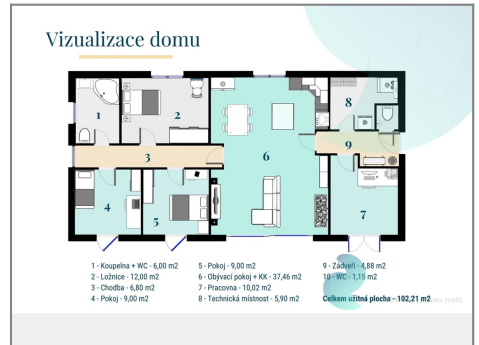 Vizualizace domu
1
2
3
4
5
6
7
8
9
1 - Koupelna + WC - 6,00 m2
2 - Ložnice - 12,00 m2
3 - Chodba - 6,80 m2
4 - Pokoj - 9,00 m2
5 - Pokoj - 9,00 m2
6 - Obývací pokoj + KK - 37,46 m2
7 - Pracovna - 10,02 m2
8 - Technická místnost - 5,90 m2
9 - Zádveří - 4,88 m2
10 - WC - 1,15 m2
Celkem užitná plocha - 102,21 m2
realit